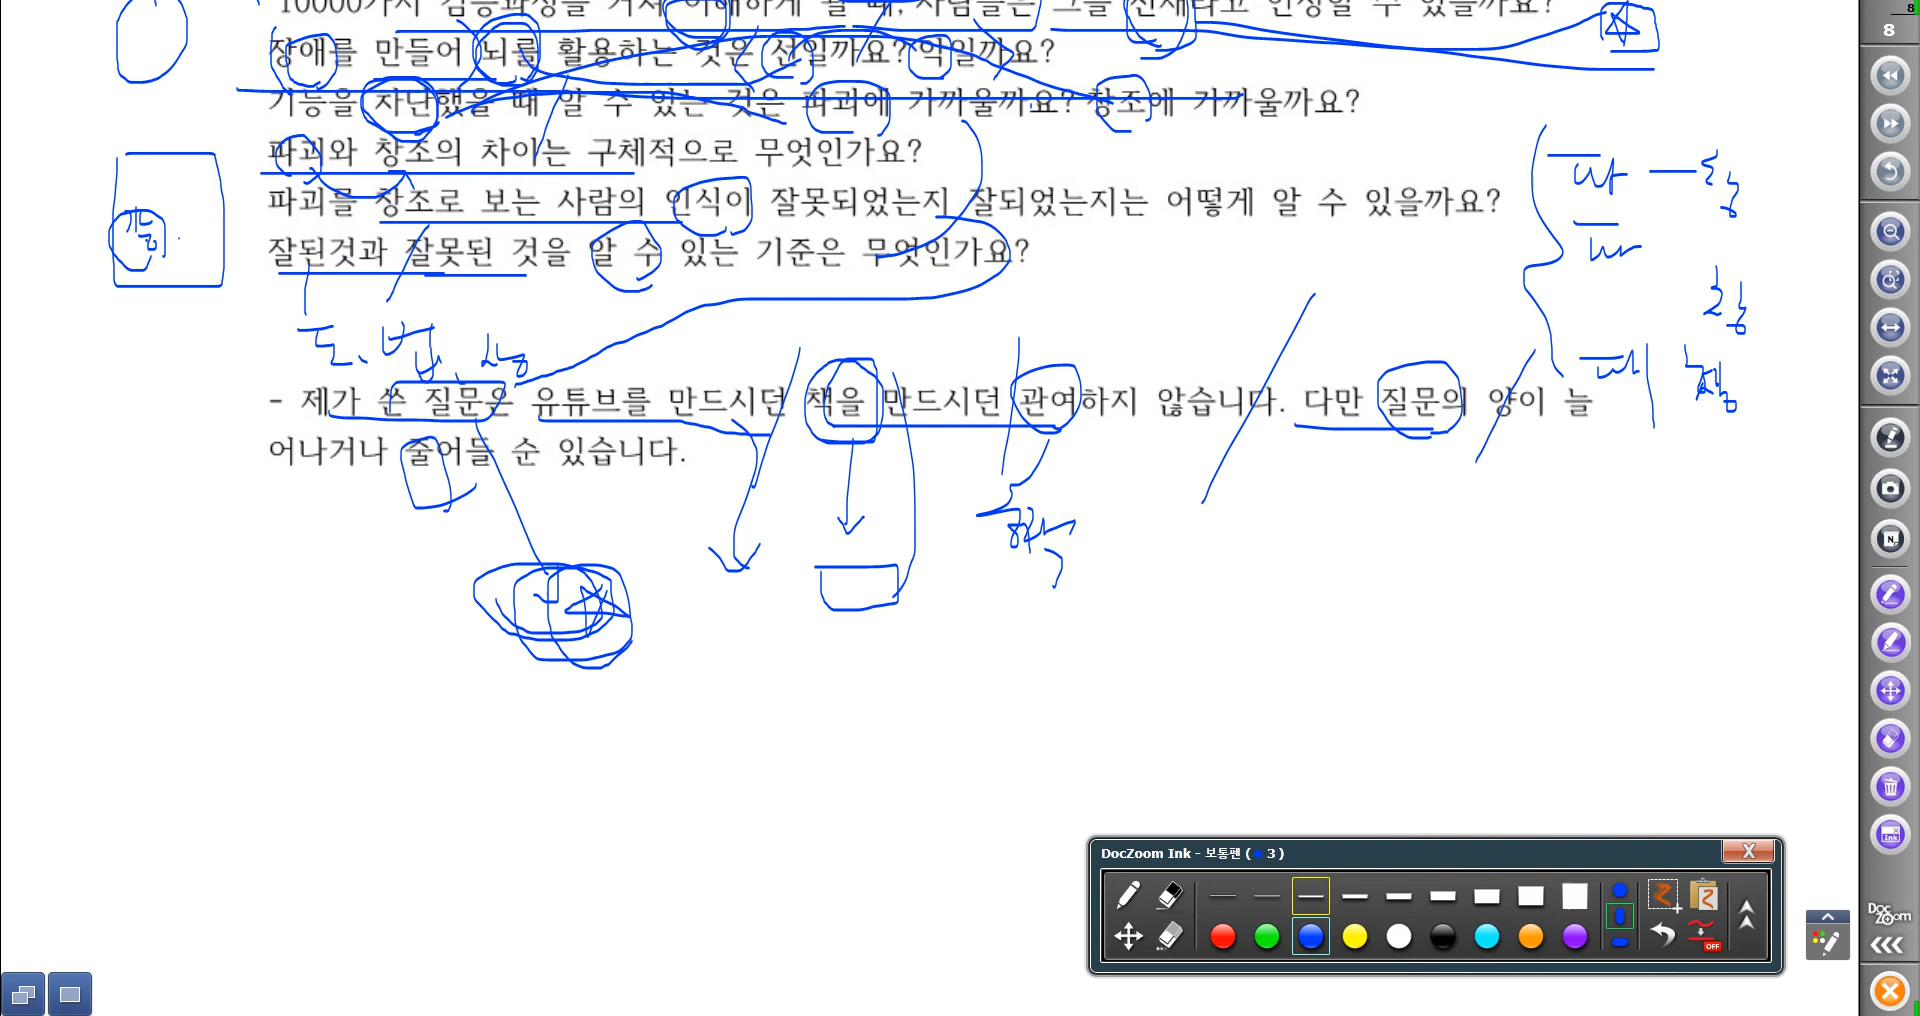 10000가지 검증과정을 거쳐 이해하게 될 때, 사람들은 그를 천재라고 인정할 수 있을까요?
장애를 만들어 뇌를 활용하는 것은 선일까요? 악일까요?
기능을 차단했을 때 알 수 있는 것은 파괴에 가까울까요? 창조에 가까울까요?
파괴와 창조의 차이는 구체적으로 무엇인가요?
파괴를 창조로 보는 사람의 인식이 잘못되었는지 잘되었는지는 어떻게 알 수 있을까요?
잘된것과 잘못된 것을 알 수 있는 기준은 무엇인가요?
- 제가 쓴 질문은 유튜브를 만드시던 책을 만드시던 관여하지 않습니다. 다만 질문의 양이 늘
어나거나 줄어들 순 있습니다.
8
8
DocZoom Ink - 보통펜 ( 3 )
OFF
N
Ink
Doc
Zoom